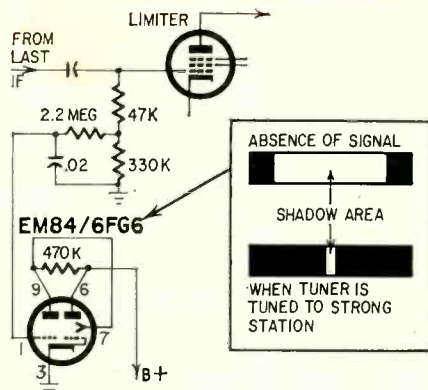 LIMITER
FROM
LAST
IF
2.2 MEG
47K
.02
330K
EM84/6FG6
470K
9
6
7
1
3
B+
ABSENCE OF SIGNAL
SHADOW AREA
WHEN TUNER IS
TUNED TO STRONG
STATION